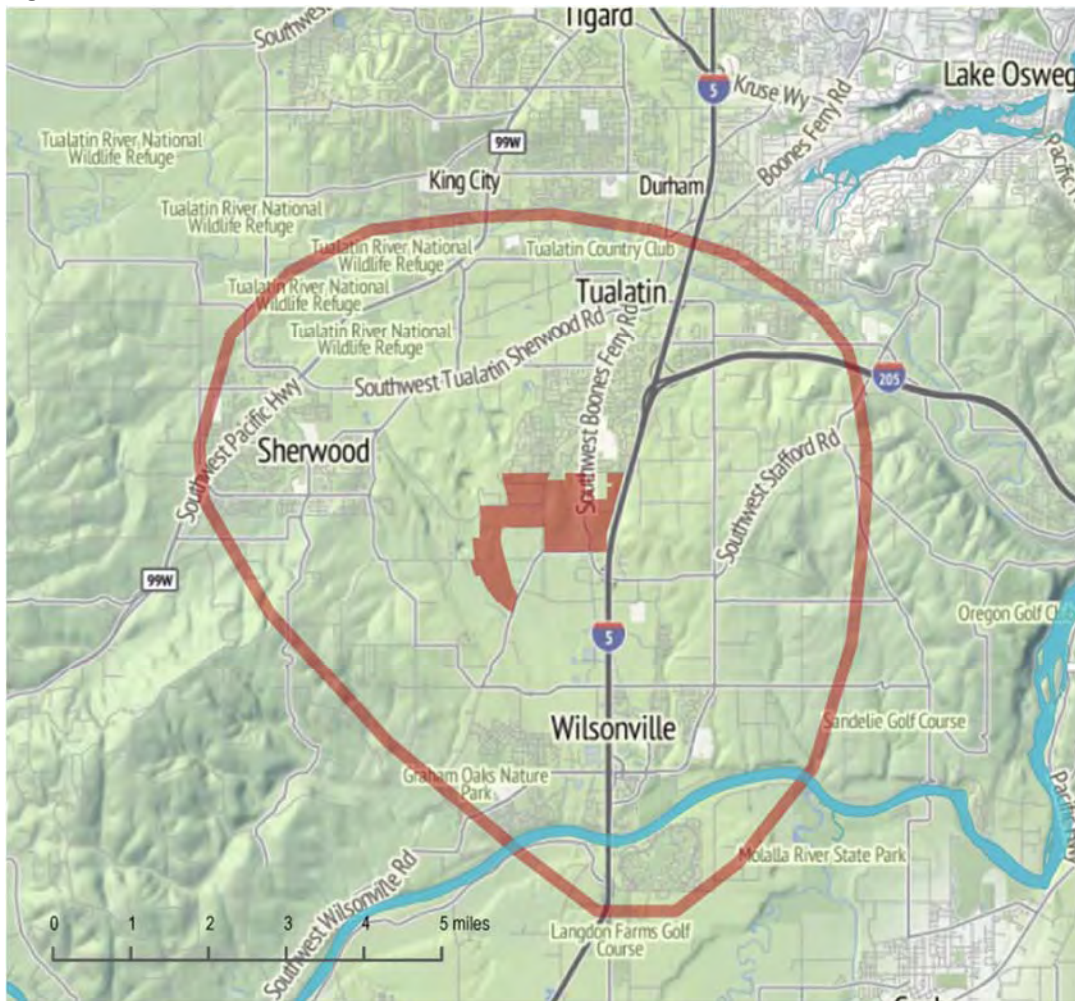 Southwest
Tigard
5
Kruse Wy
Lake Osweg
Boones Ferry Rd
99W
Tualatin River National
Wildlife Refuge
King City
Durham
Tualatin River National
Wildlife Refuge
Tualatin River National
Wildlife Refuge
Tualatin Country Club
Tualatin River National
Wildlife Refuge
Tualatin
Tualatin River National
Wildlife Refuge
Southwest Tualatin Sherwood Rd
Southwest Boones Ferry Rd
205
Southwest Pacific Hwy
Sherwood
Southwest Stafford Rd
99W
Oregon Golf Club
5
Wilsonville
Sandelie Golf Course
Graham Oaks Nature
Park
Pacific Hwy
Molalla River State Park
Southwest Wilsonville Rd
Langdon Farms Golf
Course
0 1 2 3 4 5 miles